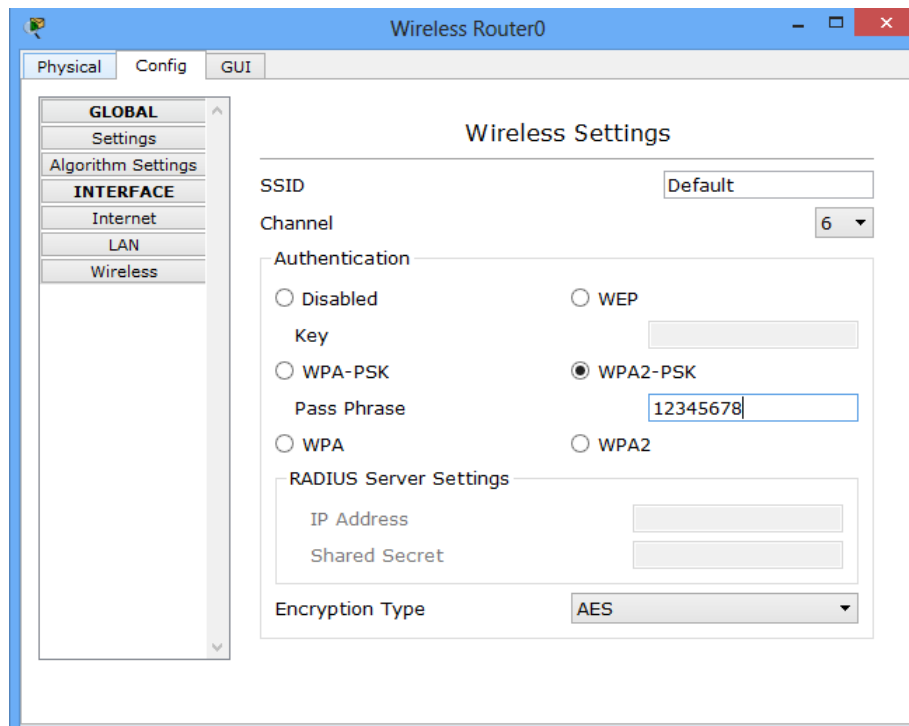 Wireless Router0
Physical Config GUI
GLOBAL
Settings
Algorithm Settings
INTERFACE
Internet
LAN
Wireless
Wireless Settings
SSID Default
Channel 6
Authentication
Disabled WEP
Key
WPA-PSK WPA2-PSK
Pass Phrase 12345678
WPA WPA2
RADIUS Server Settings
IP Address
Shared Secret
Encryption Type AES